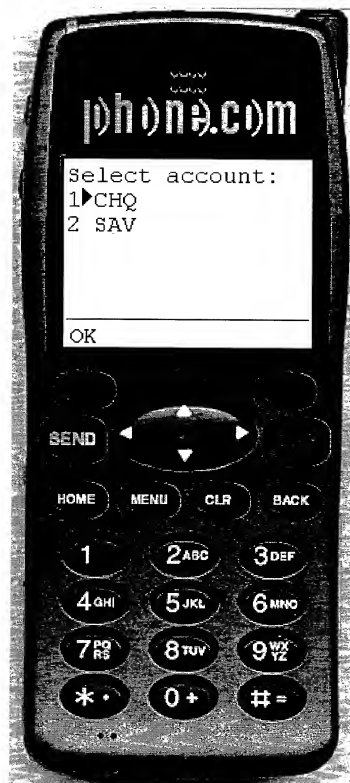 phone.com
Select account:
1 CHQ
2 SAV
OK
SEND
HOME MENU CLR BACK
1 2ABC 3DEF
4GHI 5JKL 6MNO
7PQRS 8TUV 9WXYZ
* . 0+ #=